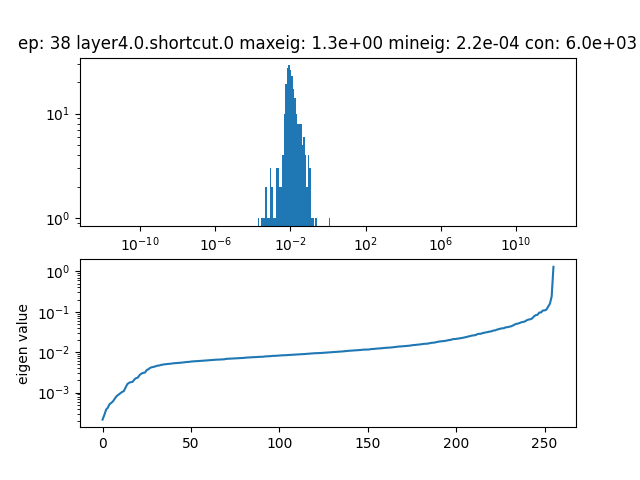 ep: 38 layer4.0.shortcut.0 maxeig: 1.3e+00 mineig: 2.2e-04 con: 6.0e+03
10¹
10⁰
10⁻¹⁰ 10⁻⁶ 10⁻² 10² 10⁶ 10¹⁰
10⁰
10⁻¹
10⁻²
10⁻³
eigen value
0 50 100 150 200 250